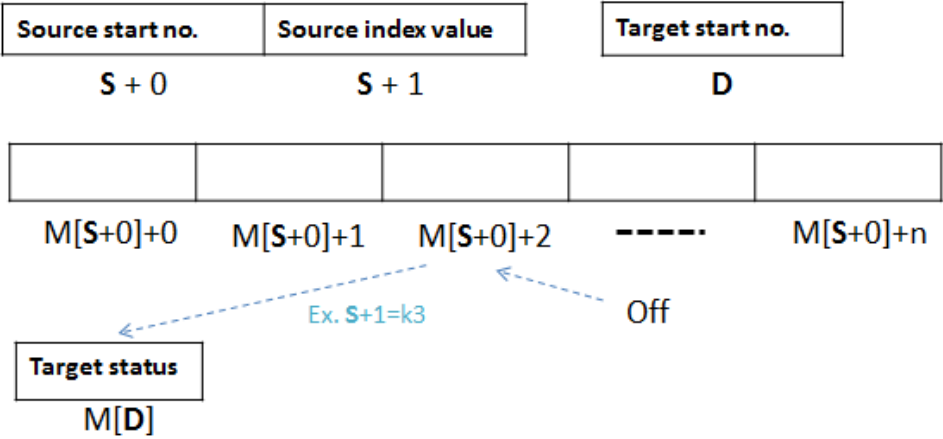 Source start no. Source index value Target start no.
S + 0 S + 1 D
M[S+0]+0 M[S+0]+1 M[S+0]+2 -----. M[S+0]+n
Ex. S+1=k3 Off
Target status
M[D]